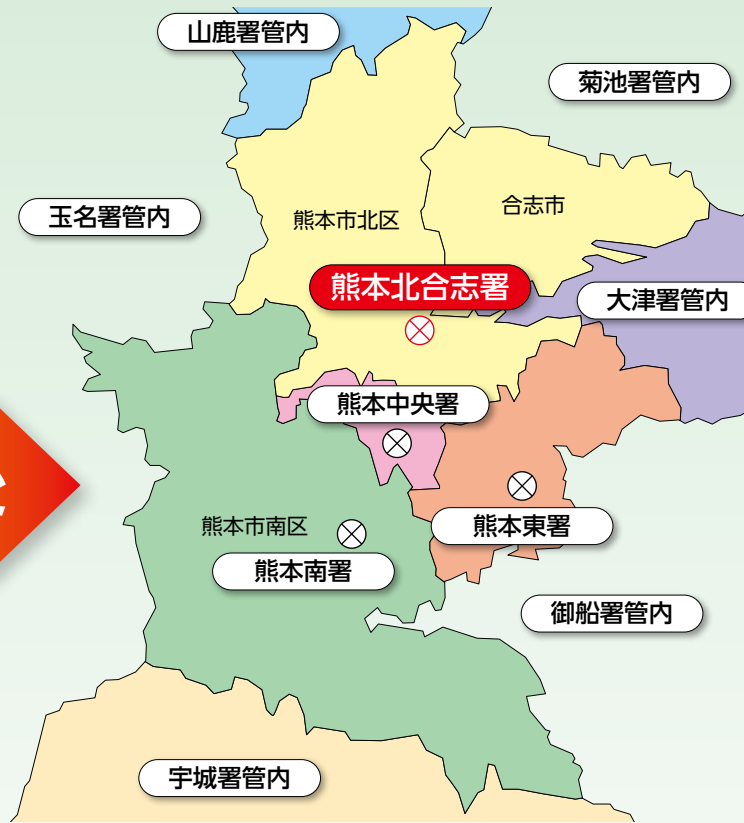 山鹿署管内
菊池署管内
玉名署管内
熊本市北区
合志市
熊本北合志署
大津署管内
熊本中央署
熊本市南区
熊本東署
熊本南署
御船署管内
宇城署管内